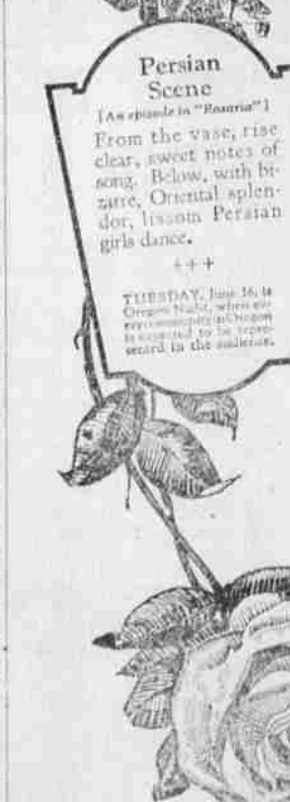 Persian
Scene
[An episode in "Rosaria"]
From the vase, rise
clear, sweet notes of
song. Below, with bi-
zarre, Oriental splen-
dor, lissom Persian
girls dance.
+++
TUESDAY, June 16, is
Oregon Night, when ev-
ery community in Oregon
is expected to be repre-
sented in the audience.